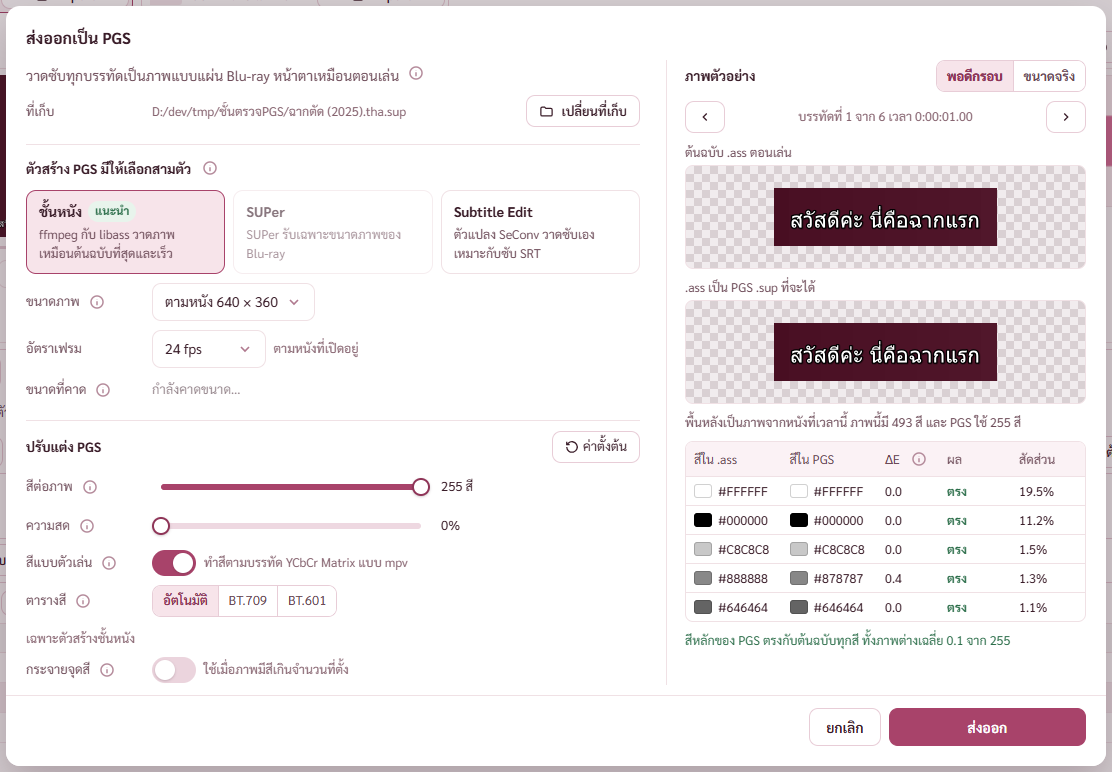 ส่งออกเป็น PGS
วาดซับทุกบรรทัดเป็นภาพแบบแผ่น Blu-ray หน้าตาเหมือนตอนเล่น
ที่เก็บ
D:/dev/tmp/ชั้นตรวจPGS/ฉากตัด (2025).tha.sup
เปลี่ยนที่เก็บ
ตัวสร้าง PGS มีให้เลือกสามตัว
ชั้นหนัง แนะนำ
ffmpeg กับ libass วาดภาพ
เหมือนต้นฉบับที่สุดและเร็ว
SUPer
SUPer รับเฉพาะขนาดภาพของ
Blu-ray
Subtitle Edit
ตัวแปลง SeConv วาดซับเอง
เหมาะกับซับ SRT
ขนาดภาพ
ตามหนัง 640 × 360
อัตราเฟรม
24 fps
ตามหนังที่เปิดอยู่
ขนาดที่คาด
กำลังคาดขนาด...
ปรับแต่ง PGS
ค่าตั้งต้น
สีต่อภาพ
255 สี
ความสด
0%
สีแบบตัวเล่น
ทำสีตามบรรทัด YCbCr Matrix แบบ mpv
ตารางสี
อัตโนมัติ
BT.709
BT.601
เฉพาะตัวสร้างชั้นหนัง
กระจายจุดสี
ใช้เมื่อภาพมีสีเกินจำนวนที่ตั้ง
ภาพตัวอย่าง
พอดีกรอบ
ขนาดจริง
บรรทัดที่ 1 จาก 6 เวลา 0:00:01.00
ต้นฉบับ .ass ตอนเล่น
สวัสดีค่ะ นี่คือฉากแรก
.ass เป็น PGS .sup ที่จะได้
สวัสดีค่ะ นี่คือฉากแรก
พื้นหลังเป็นภาพจากหนังที่เวลานี้ ภาพนี้มี 493 สี และ PGS ใช้ 255 สี
สีใน .ass สีใน PGS ΔE ผล สัดส่วน
#FFFFFF #FFFFFF 0.0 ตรง 19.5%
#000000 #000000 0.0 ตรง 11.2%
#C8C8C8 #C8C8C8 0.0 ตรง 1.5%
#888888 #878787 0.4 ตรง 1.3%
#646464 #646464 0.0 ตรง 1.1%
สีหลักของ PGS ตรงกับต้นฉบับทุกสี ทั้งภาพต่างเฉลี่ย 0.1 จาก 255
ยกเลิก
ส่งออก